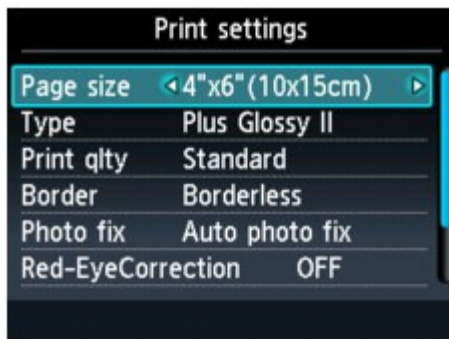 Print settings
Page size 4"x6"(10x15cm)
Type Plus Glossy II
Print qlty Standard
Border Borderless
Photo fix Auto photo fix
Red-EyeCorrection OFF